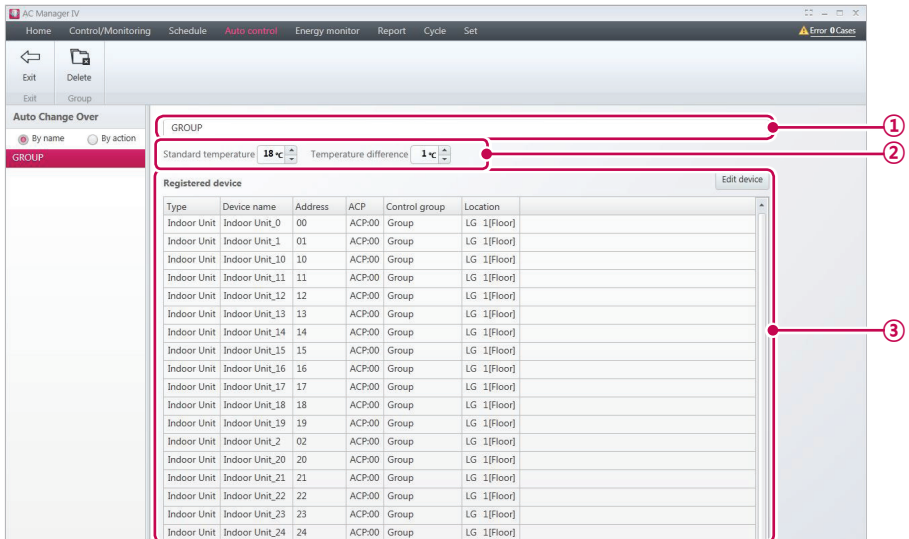 AC Manager IV
Home Control/Monitoring Schedule Auto control Energy monitor Report Cycle Set Error 0 Cases
Exit Delete
Exit Group
Auto Change Over
By name By action
GROUP
GROUP
①
Standard temperature 18 ℃ Temperature difference 1 ℃
②
Registered device Edit device
Type Device name Address ACP Control group Location
Indoor Unit Indoor Unit_0 00 ACP:00 Group LG 1[Floor]
Indoor Unit Indoor Unit_1 01 ACP:00 Group LG 1[Floor]
Indoor Unit Indoor Unit_10 10 ACP:00 Group LG 1[Floor]
Indoor Unit Indoor Unit_11 11 ACP:00 Group LG 1[Floor]
Indoor Unit Indoor Unit_12 12 ACP:00 Group LG 1[Floor]
Indoor Unit Indoor Unit_13 13 ACP:00 Group LG 1[Floor]
Indoor Unit Indoor Unit_14 14 ACP:00 Group LG 1[Floor]
③
Indoor Unit Indoor Unit_15 15 ACP:00 Group LG 1[Floor]
Indoor Unit Indoor Unit_16 16 ACP:00 Group LG 1[Floor]
Indoor Unit Indoor Unit_17 17 ACP:00 Group LG 1[Floor]
Indoor Unit Indoor Unit_18 18 ACP:00 Group LG 1[Floor]
Indoor Unit Indoor Unit_19 19 ACP:00 Group LG 1[Floor]
Indoor Unit Indoor Unit_2 02 ACP:00 Group LG 1[Floor]
Indoor Unit Indoor Unit_20 20 ACP:00 Group LG 1[Floor]
Indoor Unit Indoor Unit_21 21 ACP:00 Group LG 1[Floor]
Indoor Unit Indoor Unit_22 22 ACP:00 Group LG 1[Floor]
Indoor Unit Indoor Unit_23 23 ACP:00 Group LG 1[Floor]
Indoor Unit Indoor Unit_24 24 ACP:00 Group LG 1[Floor]